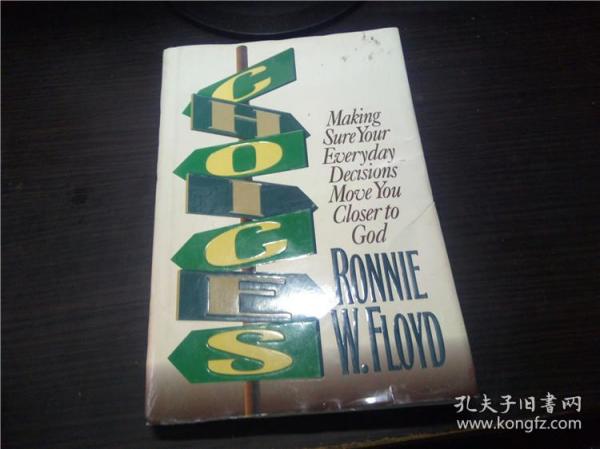 CHOICES
Making
Sure Your
Everyday
Decisions
Move You
Closer to
God
RONNIE
W. FLOYD
孔夫子旧書网
www.kongfz.com